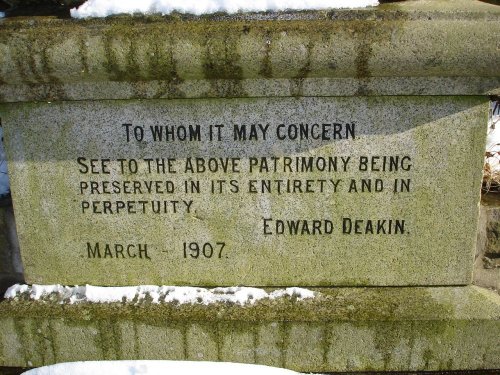 TO WHOM IT MAY CONCERN
SEE TO THE ABOVE PATRIMONY BEING
PRESERVED IN ITS ENTIRETY AND IN
PERPETUITY.
EDWARD DEAKIN.
MARCH - 1907.